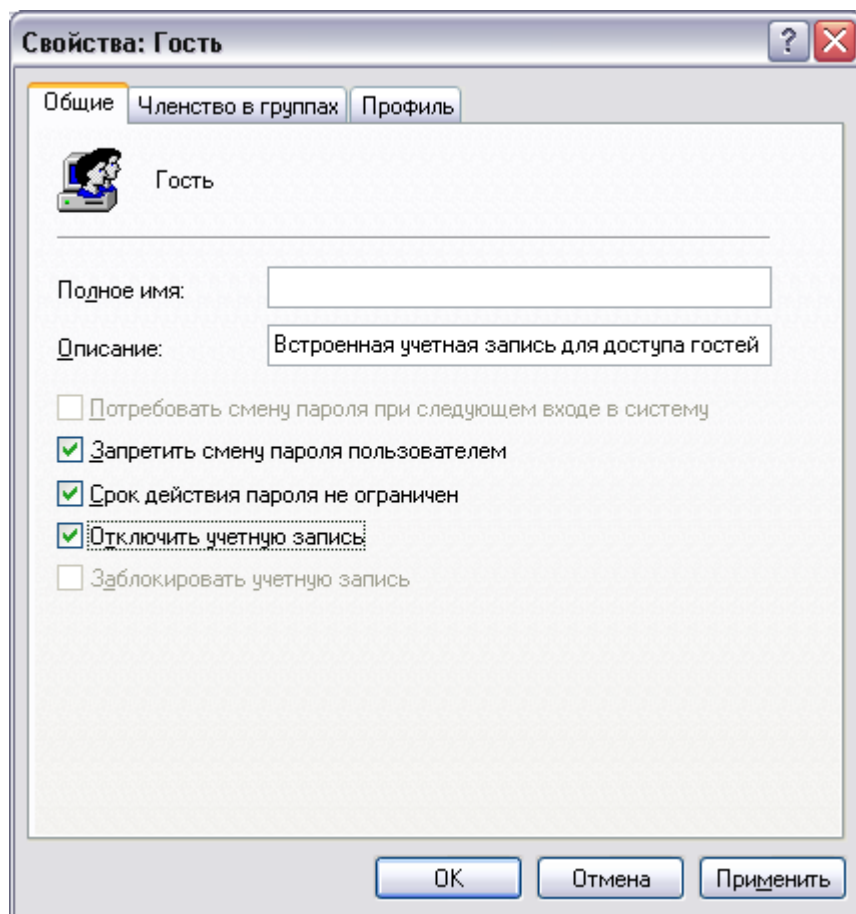 Свойства: Гость
?
Общие Членство в группах Профиль
Гость
Полное имя:
Описание: Встроенная учетная запись для доступа гостей
Потребовать смену пароля при следующем входе в систему
Запретить смену пароля пользователем
Срок действия пароля не ограничен
Отключить учетную запись
Заблокировать учетную запись
OK Отмена Применить